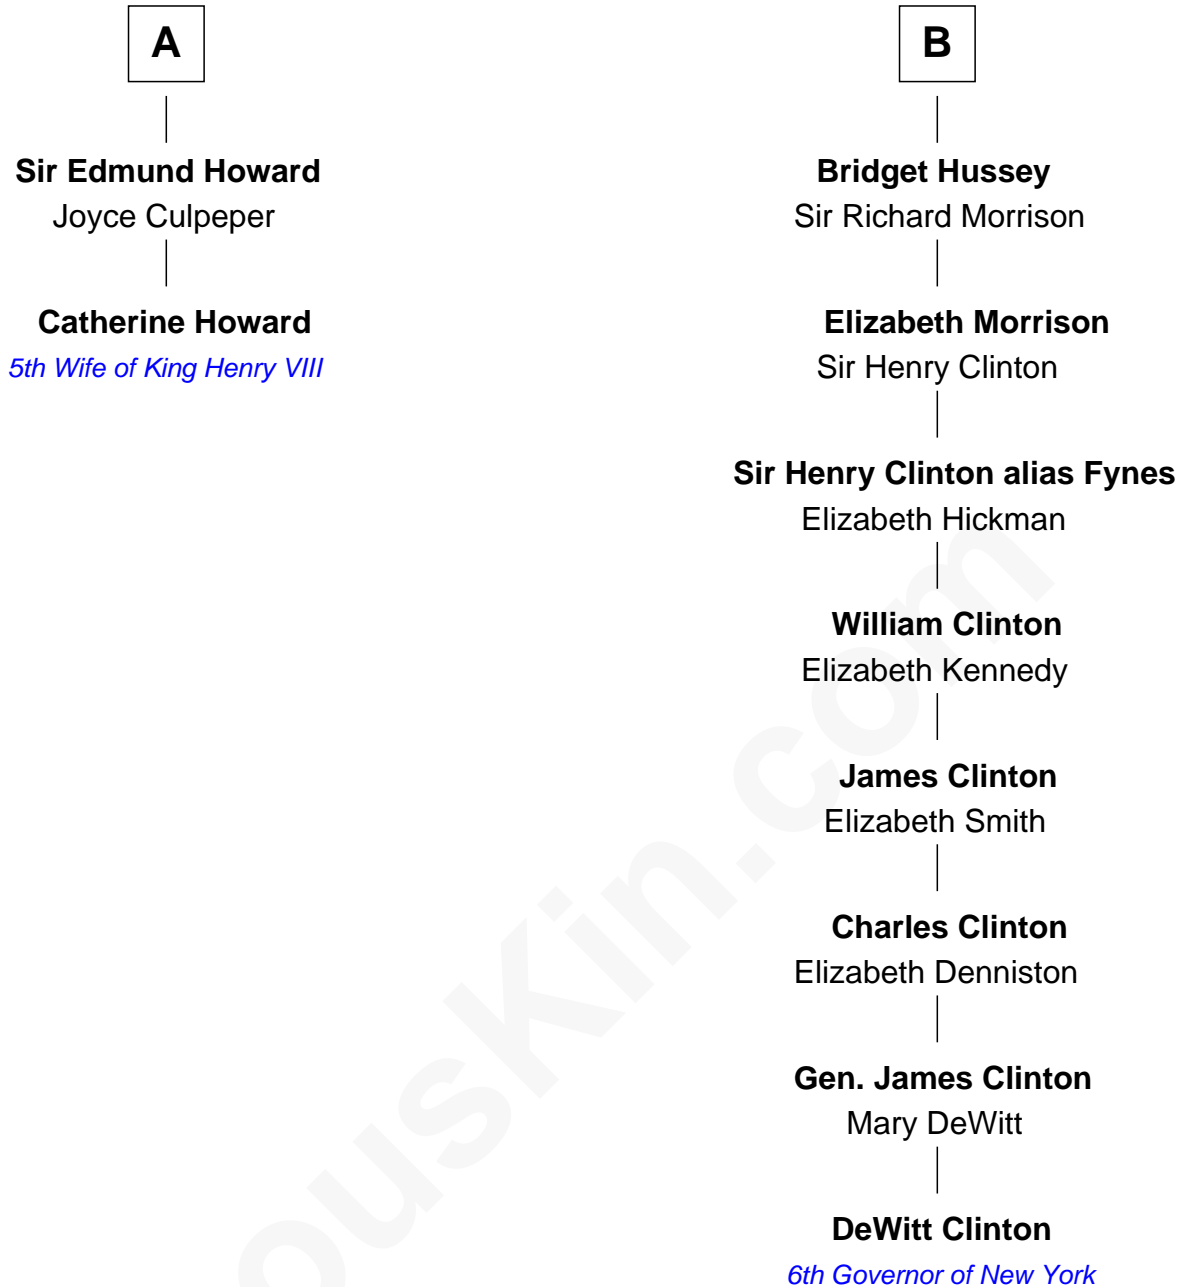 A
Sir Edmund Howard
Joyce Culpeper
Catherine Howard
5th Wife of King Henry VIII
B
Bridget Hussey
Sir Richard Morrison
Elizabeth Morrison
Sir Henry Clinton
Sir Henry Clinton alias Fynes
Elizabeth Hickman
William Clinton
Elizabeth Kennedy
James Clinton
Elizabeth Smith
Charles Clinton
Elizabeth Denniston
Gen. James Clinton
Mary DeWitt
DeWitt Clinton
6th Governor of New York
ousKin.com